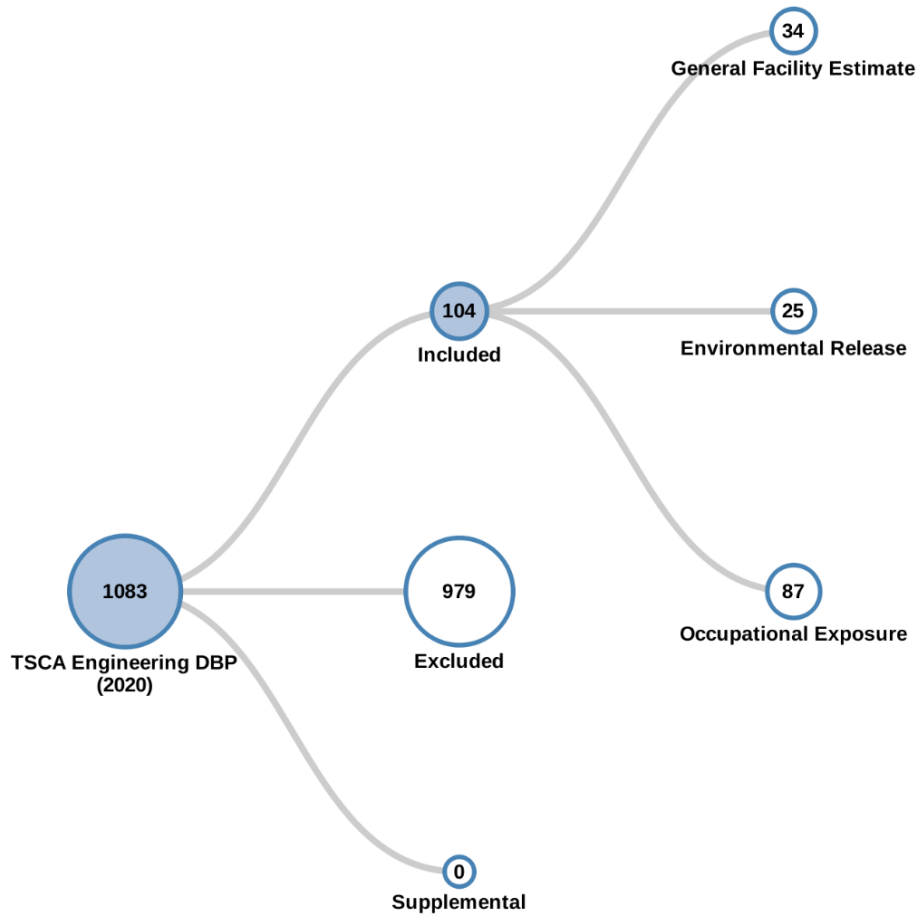 34
General Facility Estimate
104
Included
25
Environmental Release
1083
TSCA Engineering DBP
(2020)
979
Excluded
87
Occupational Exposure
0
Supplemental